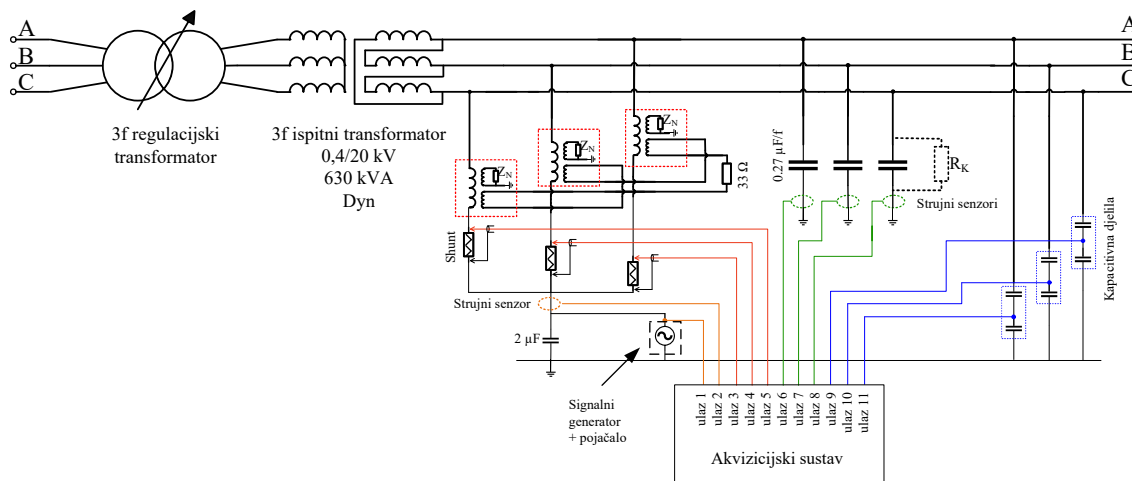 A
B
C
A
B
C
3f regulacijski
transformator
3f ispitni transformator
0,4/20 kV
630 kVA
Dyn
Z_N
Z_N
Z_N
33 Ω
0.27 µF/f
R_K
Strujni senzori
Kapacitivna djelila
Shunt
Strujni senzor
2 µF
Signalni
generator
+ pojačalo
ulaz 1
ulaz 2
ulaz 3
ulaz 4
ulaz 5
ulaz 6
ulaz 7
ulaz 8
ulaz 9
ulaz 10
ulaz 11
Akvizicijski sustav